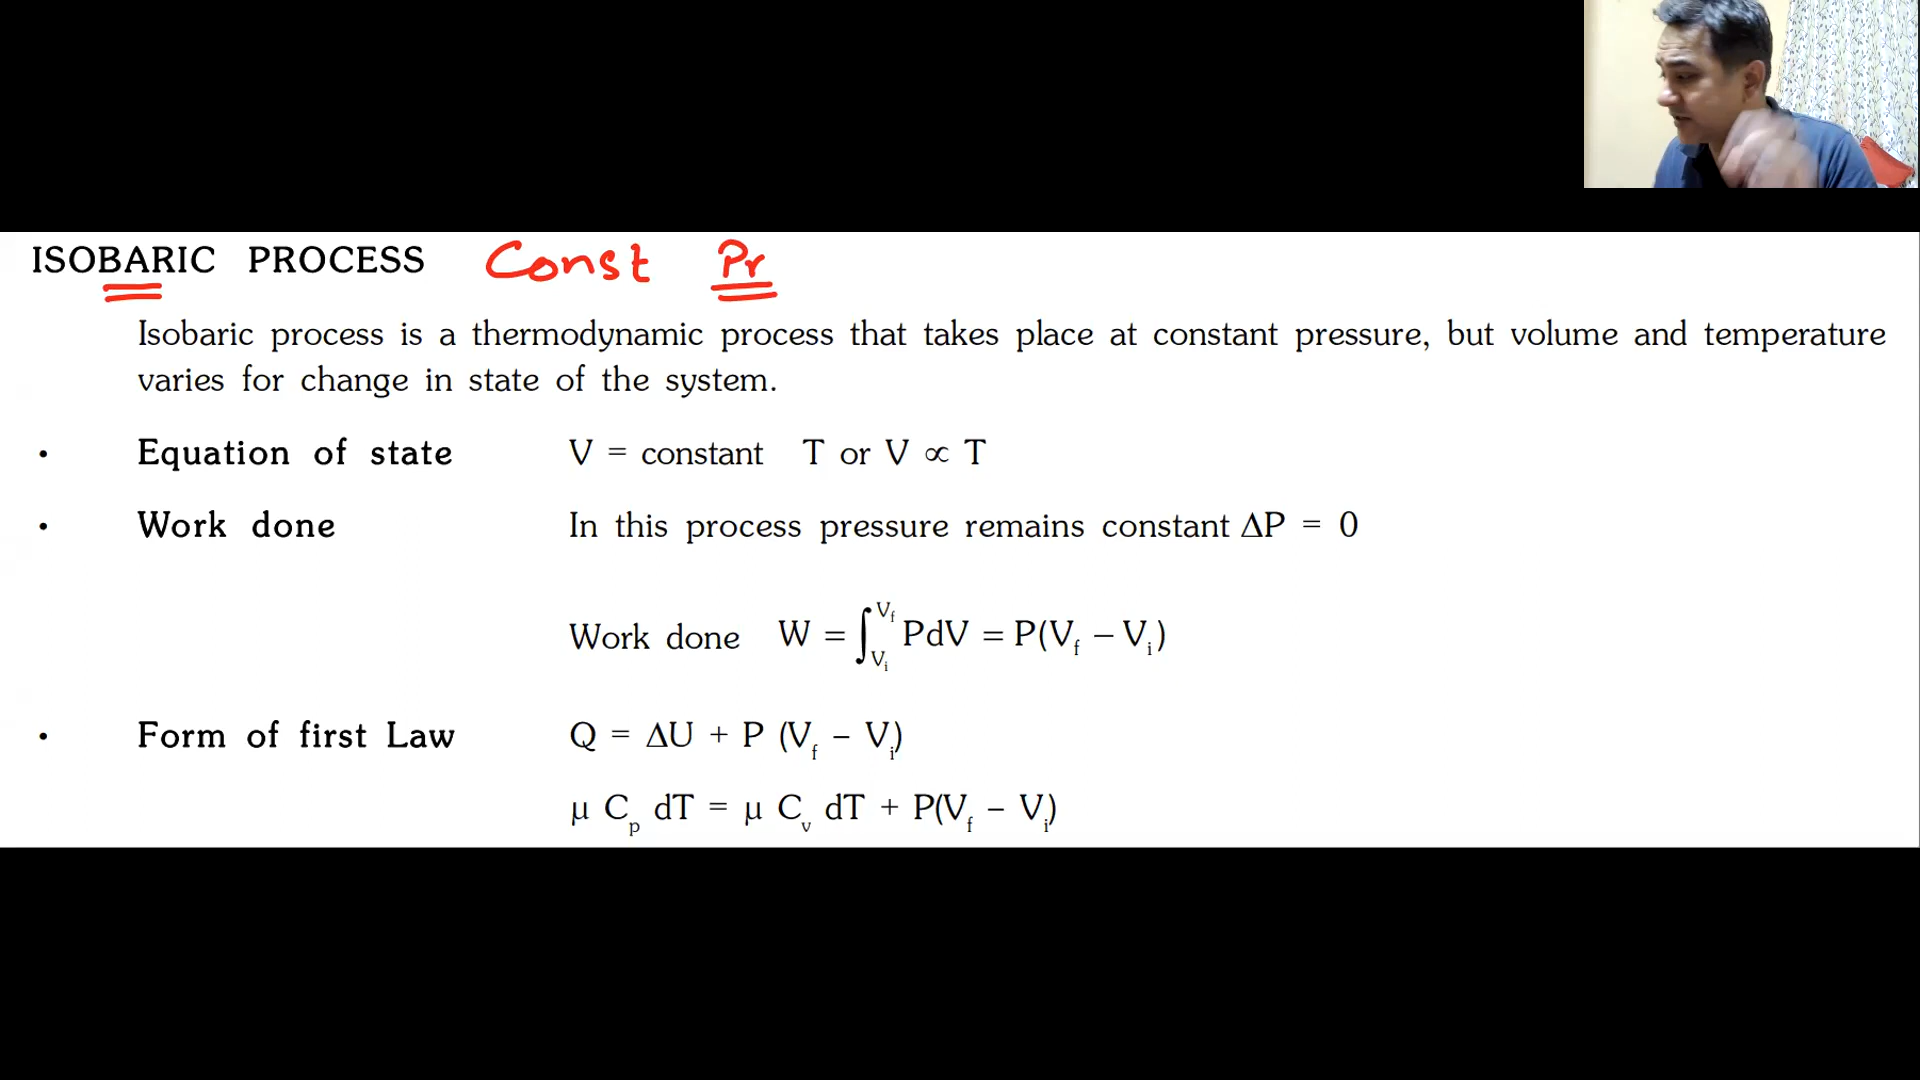 ISOBARIC PROCESS Const Pr
Isobaric process is a thermodynamic process that takes place at constant pressure, but volume and temperature
varies for change in state of the system.
• Equation of state V = constant T or V ∝ T
• Work done In this process pressure remains constant ΔP = 0
Work done W = ∫_{V_i}^{V_f} PdV = P(V_f – V_i)
• Form of first Law Q = ΔU + P (V_f – V_i)
μ C_p dT = μ C_v dT + P(V_f – V_i)